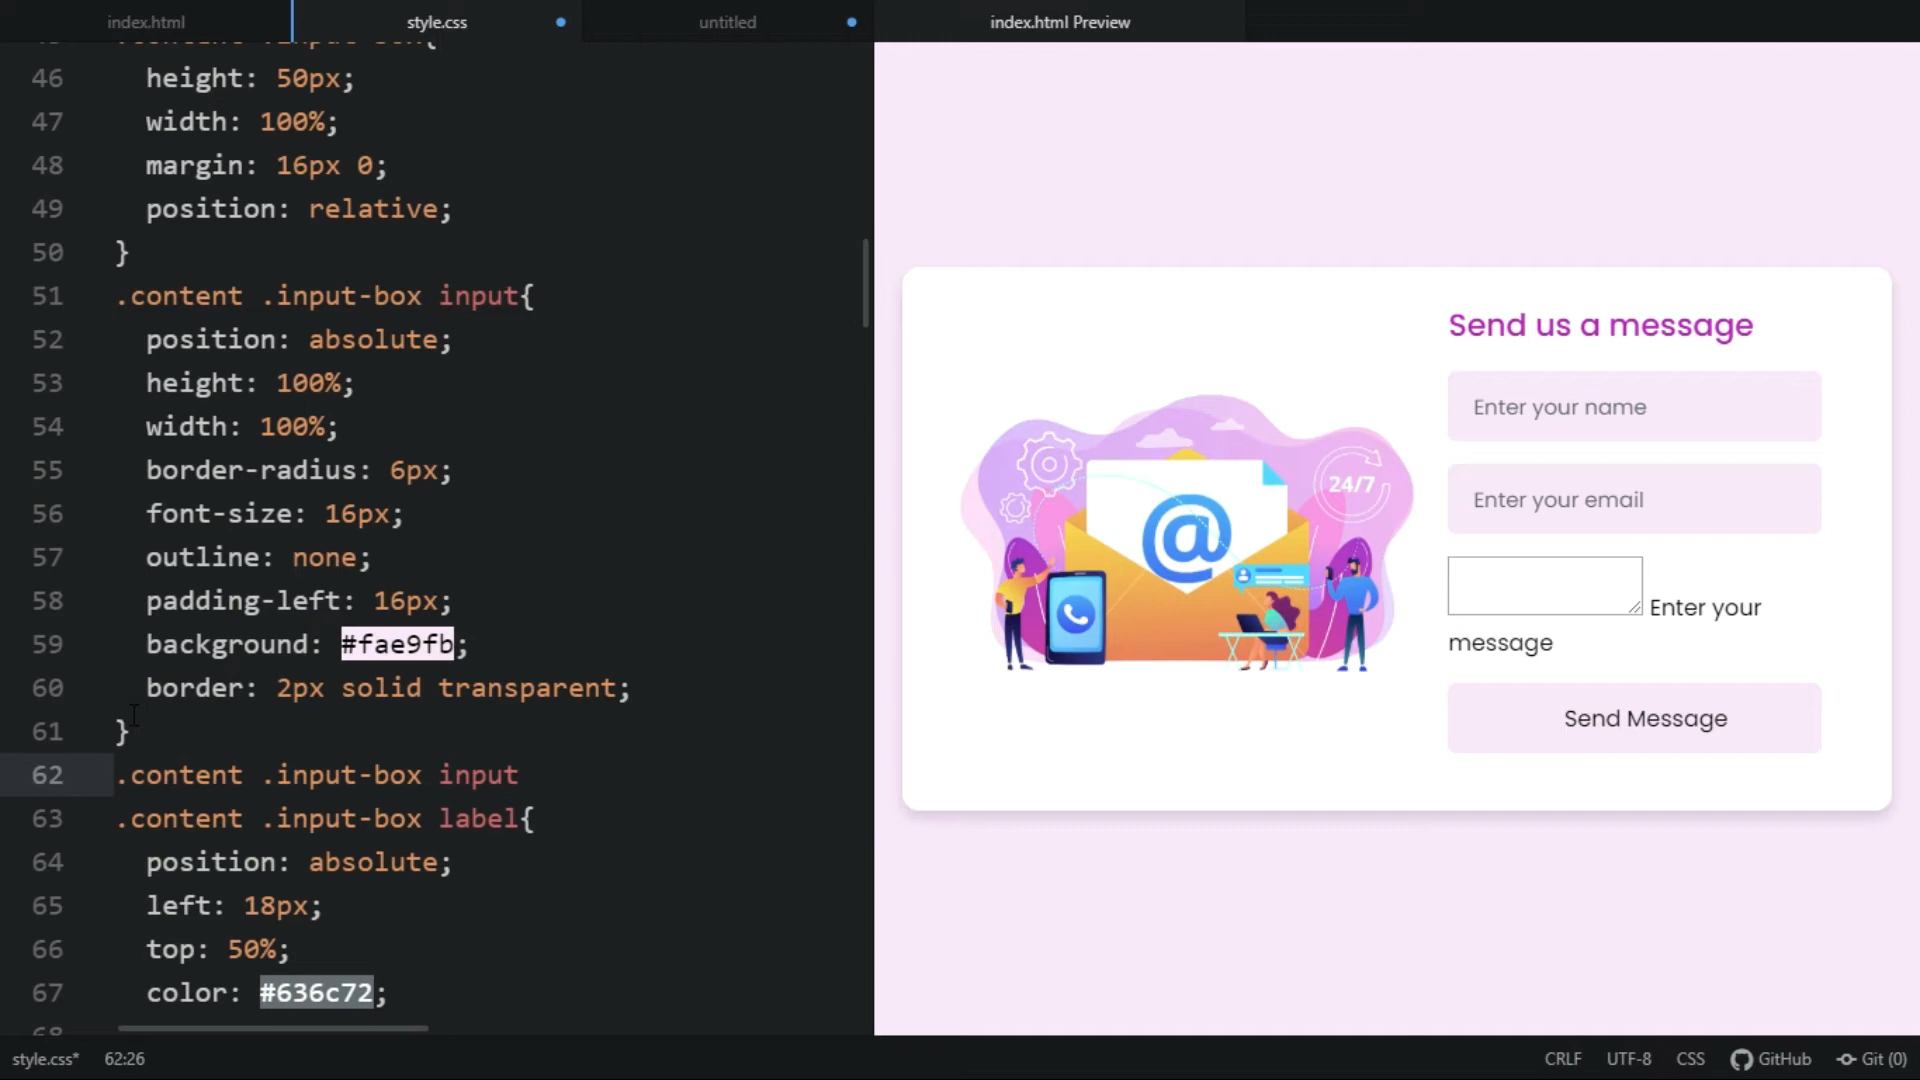 index.html
style.css
untitled
index.html Preview
46 height: 50px;
47 width: 100%;
48 margin: 16px 0;
49 position: relative;
50 }
51 .content .input-box input{
52 position: absolute;
53 height: 100%;
54 width: 100%;
55 border-radius: 6px;
56 font-size: 16px;
57 outline: none;
58 padding-left: 16px;
59 background: #fae9fb;
60 border: 2px solid transparent;
61 }
62 .content .input-box input
63 .content .input-box label{
64 position: absolute;
65 left: 18px;
66 top: 50%;
67 color: #636c72;
Send us a message
Enter your name
Enter your email
Enter your
message
Send Message
24/7
@
style.css*
62:26
CRLF
UTF-8
CSS
GitHub
Git (0)